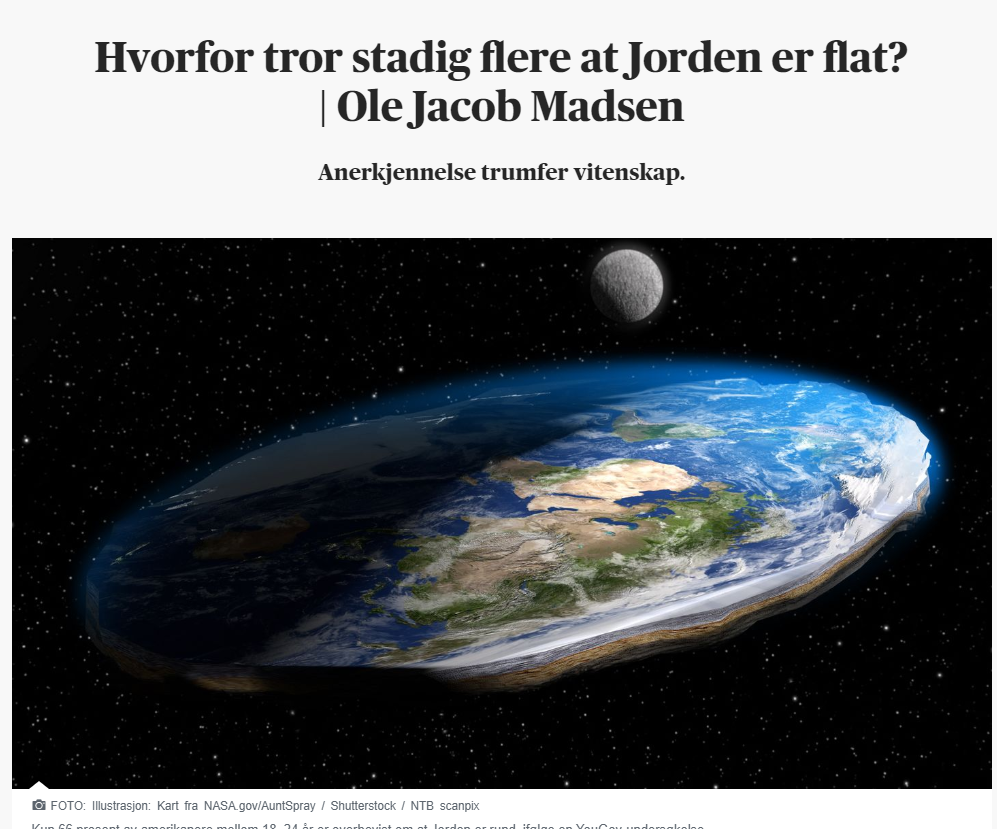 Hvorfor tror stadig flere at Jorden er flat?
| Ole Jacob Madsen
Anerkjennelse trumfer vitenskap.
FOTO: Illustrasjon: Kart fra NASA.gov/AuntSpray / Shutterstock / NTB scanpix
Kun 66 prosent av amerikanere mellom 18–24 år er overbevist om at Jorden er rund, ifølge en YouGov-undersøkelse.